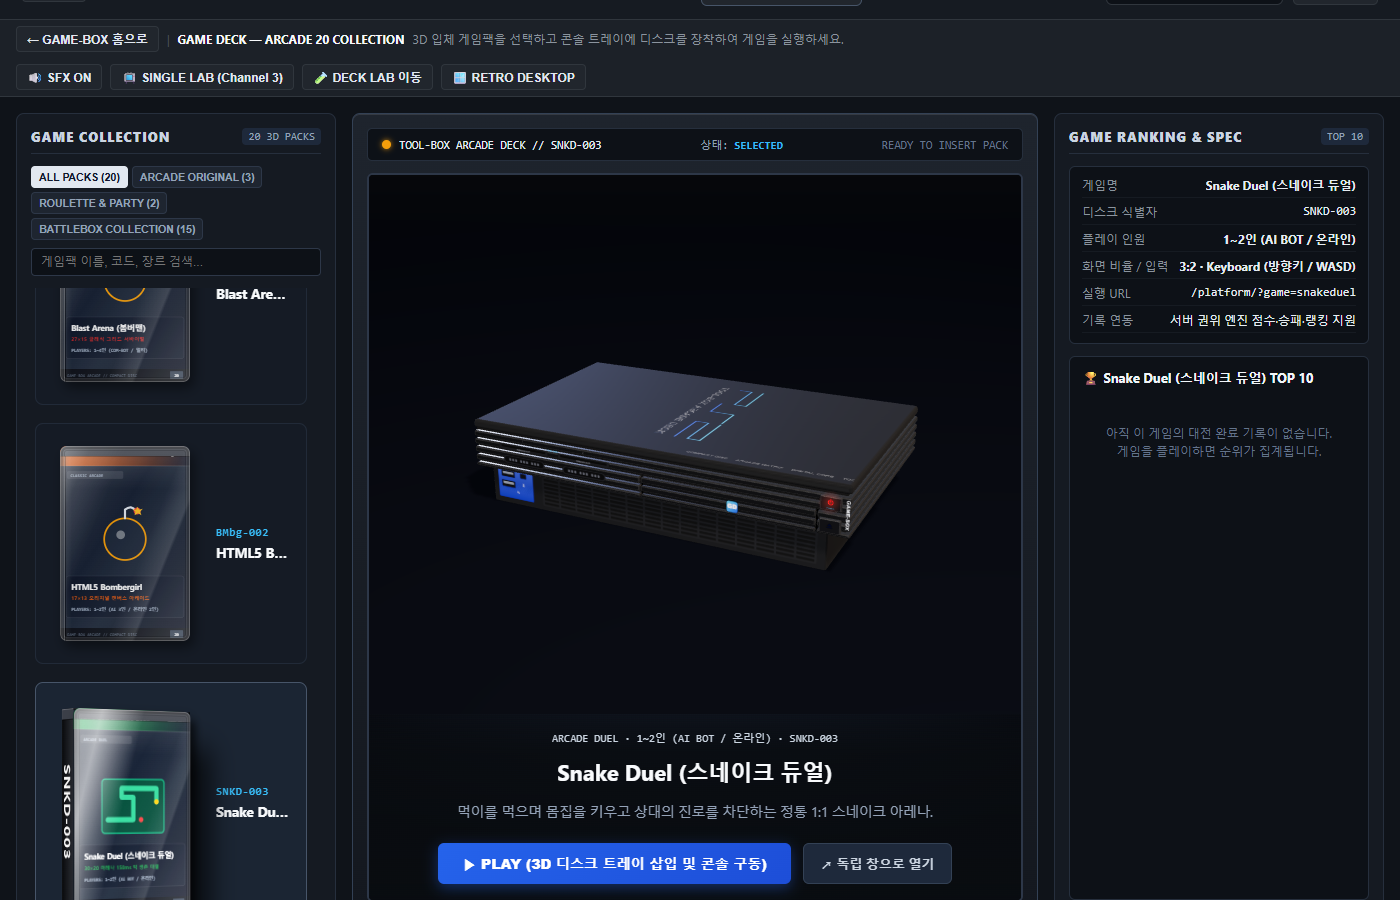 ← GAME-BOX 홈으로 | GAME DECK — ARCADE 20 COLLECTION 3D 입체 게임팩을 선택하고 콘솔 트레이에 디스크를 장착하여 게임을 실행하세요.
SFX ON SINGLE LAB (Channel 3) DECK LAB 이동 RETRO DESKTOP
GAME COLLECTION 20 3D PACKS
ALL PACKS (20) ARCADE ORIGINAL (3)
ROULETTE & PARTY (2)
BATTLEBOX COLLECTION (15)
게임팩 이름, 코드, 장르 검색...
Blast Are...
Blast Arena (봄버맨)
BMbg-002
HTML5 B...
CLASSIC ARCADE
HTML5 Bombergirl
SNKD-003
Snake Du...
SNKD-003
Snake Duel (스네이크 듀얼)
TOOL-BOX ARCADE DECK // SNKD-003 상태: SELECTED READY TO INSERT PACK
GAME-BOX
ARCADE DUEL · 1~2인 (AI BOT / 온라인) · SNKD-003
Snake Duel (스네이크 듀얼)
먹이를 먹으며 몸집을 키우고 상대의 진로를 차단하는 정통 1:1 스네이크 아레나.
▶ PLAY (3D 디스크 트레이 삽입 및 콘솔 구동) ↗ 독립 창으로 열기
GAME RANKING & SPEC TOP 10
게임명 Snake Duel (스네이크 듀얼)
디스크 식별자 SNKD-003
플레이 인원 1~2인 (AI BOT / 온라인)
화면 비율 / 입력 3:2 · Keyboard (방향키 / WASD)
실행 URL /platform/?game=snakeduel
기록 연동 서버 권위 엔진 점수·승패·랭킹 지원
🏆 Snake Duel (스네이크 듀얼) TOP 10
아직 이 게임의 대전 완료 기록이 없습니다.
게임을 플레이하면 순위가 집계됩니다.